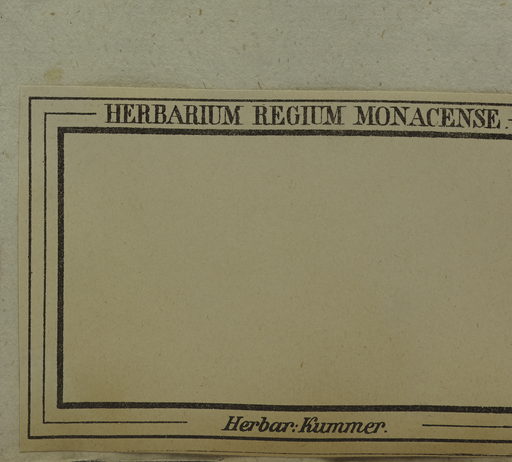 HERBARIUM REGIUM MONACENSE.
Herbar: Kummer.